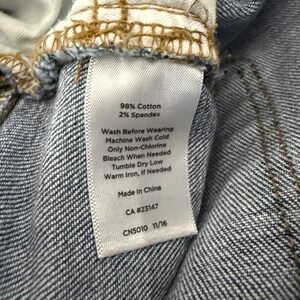 98% Cotton
2% Spandex
Wash Before Wearing
Machine Wash Cold
Only Non-Chlorine
Bleach When Needed
Tumble Dry Low
Warm Iron, If Needed
Made in China
CA #23147
CN5010 11/16